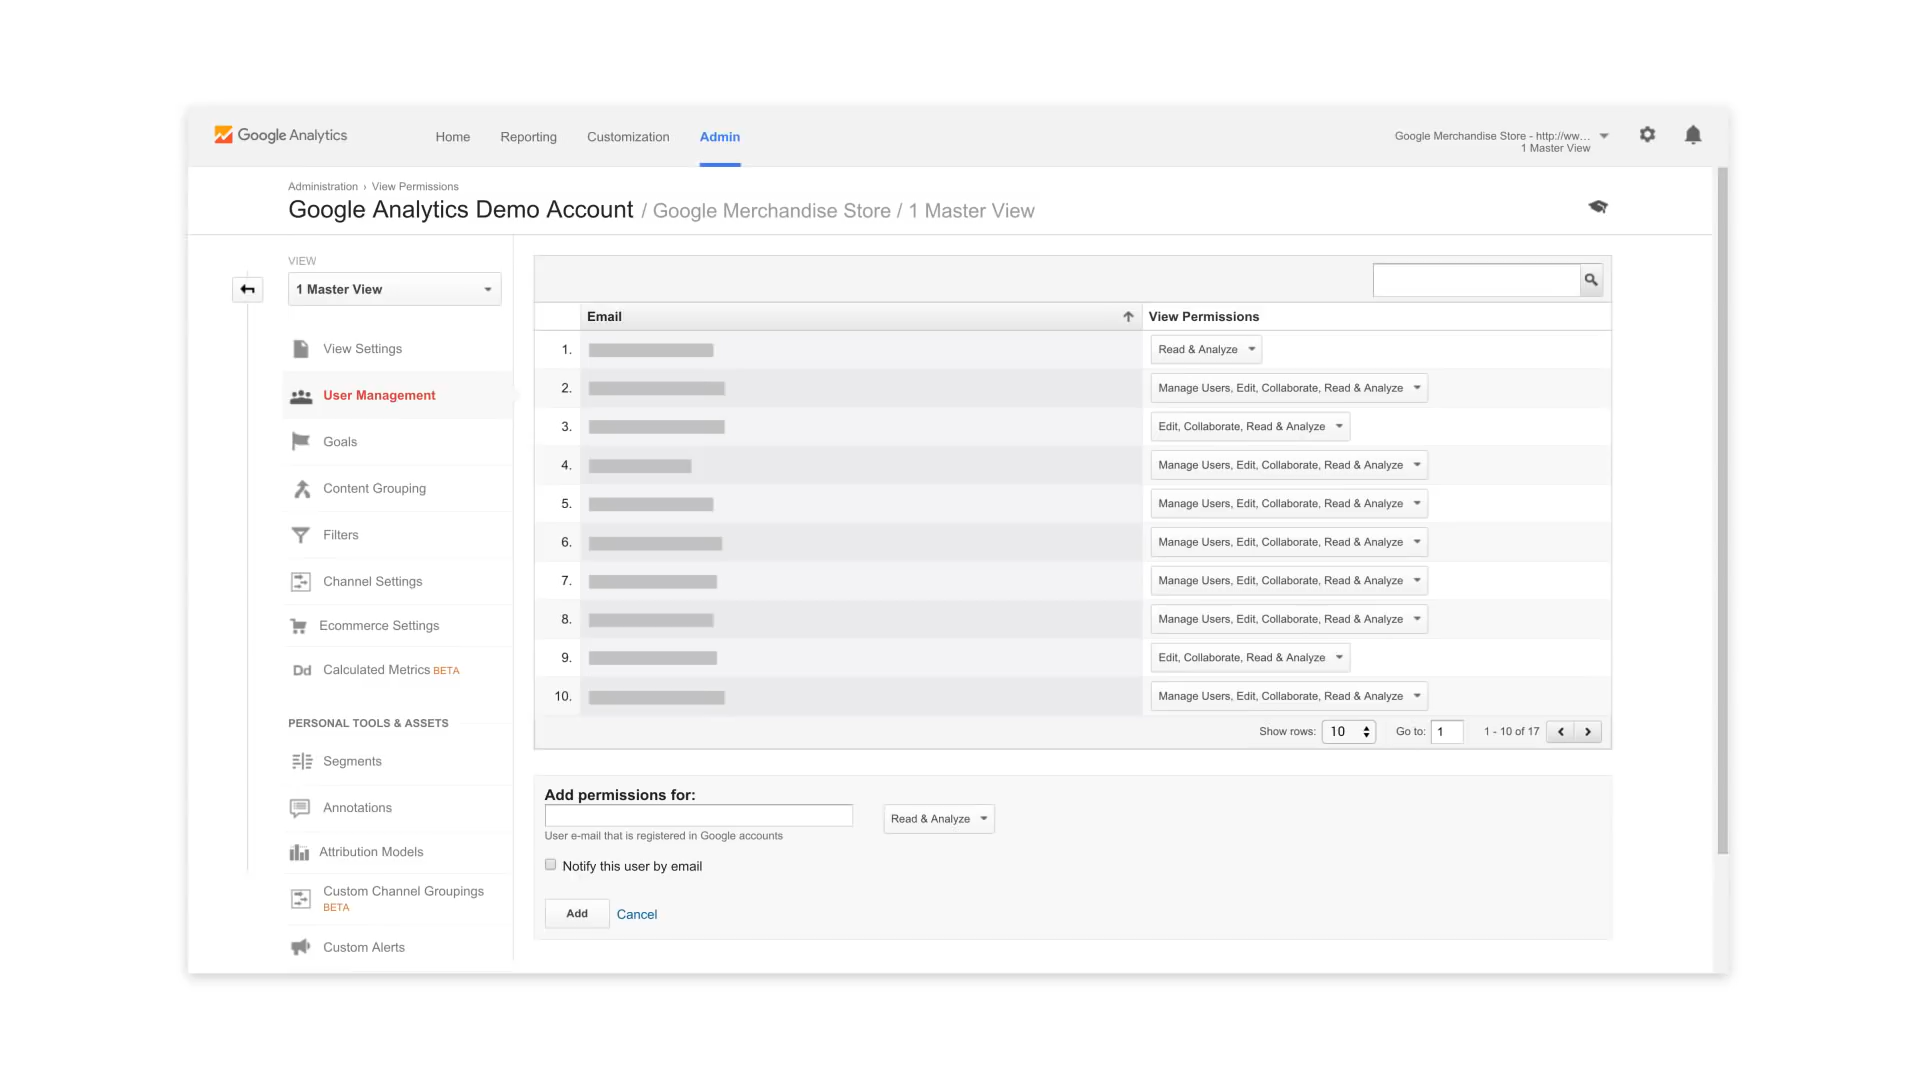 Google Analytics
Home Reporting Customization Admin
Google Merchandise Store - http://ww...
1 Master View
Administration › View Permissions
Google Analytics Demo Account / Google Merchandise Store / 1 Master View
VIEW
1 Master View
View Settings
User Management
Goals
Content Grouping
Filters
Channel Settings
Ecommerce Settings
Dd Calculated Metrics BETA
PERSONAL TOOLS & ASSETS
Segments
Annotations
Attribution Models
Custom Channel Groupings
BETA
Custom Alerts
Email View Permissions
1. Read & Analyze
2. Manage Users, Edit, Collaborate, Read & Analyze
3. Edit, Collaborate, Read & Analyze
4. Manage Users, Edit, Collaborate, Read & Analyze
5. Manage Users, Edit, Collaborate, Read & Analyze
6. Manage Users, Edit, Collaborate, Read & Analyze
7. Manage Users, Edit, Collaborate, Read & Analyze
8. Manage Users, Edit, Collaborate, Read & Analyze
9. Edit, Collaborate, Read & Analyze
10. Manage Users, Edit, Collaborate, Read & Analyze
Show rows: 10 Go to: 1 1 - 10 of 17
Add permissions for:
Read & Analyze
User e-mail that is registered in Google accounts
Notify this user by email
Add Cancel